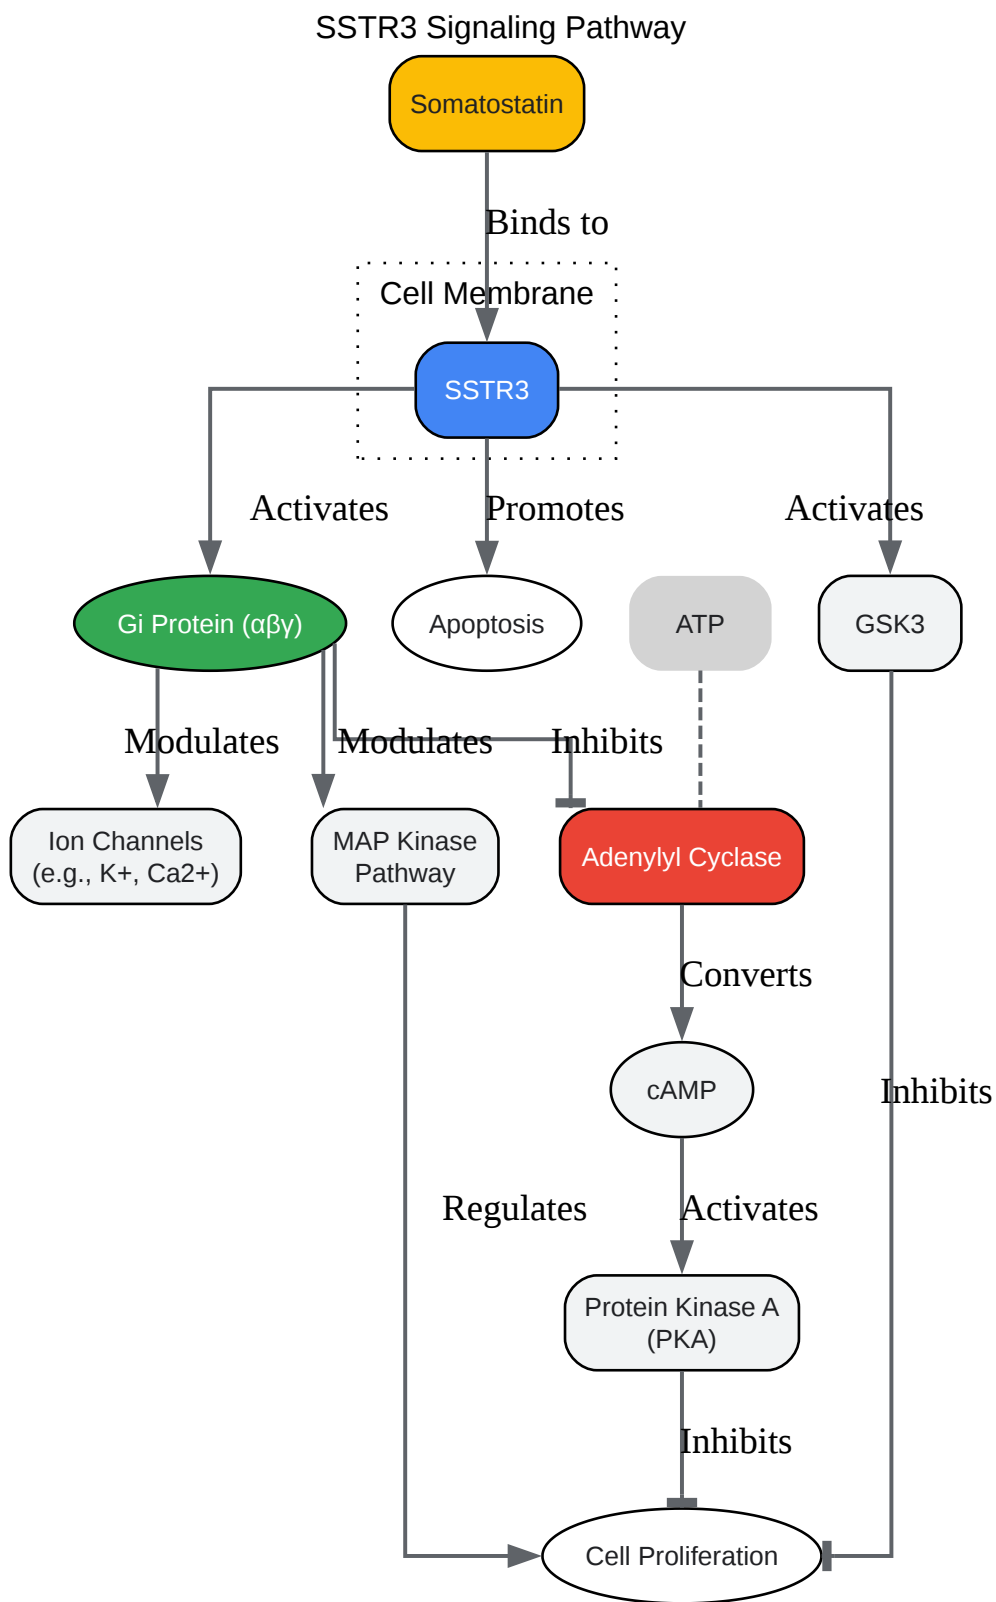 SSTR3 Signaling Pathway
Somatostatin
Binds to
Cell Membrane
SSTR3
Activates
Promotes
Activates
Gi Protein (αβγ)
Apoptosis
ATP
GSK3
Modulates
Modulates
Inhibits
Ion Channels
(e.g., K+, Ca2+)
MAP Kinase
Pathway
Adenylyl Cyclase
Converts
cAMP
Inhibits
Regulates
Activates
Protein Kinase A
(PKA)
Inhibits
Cell Proliferation